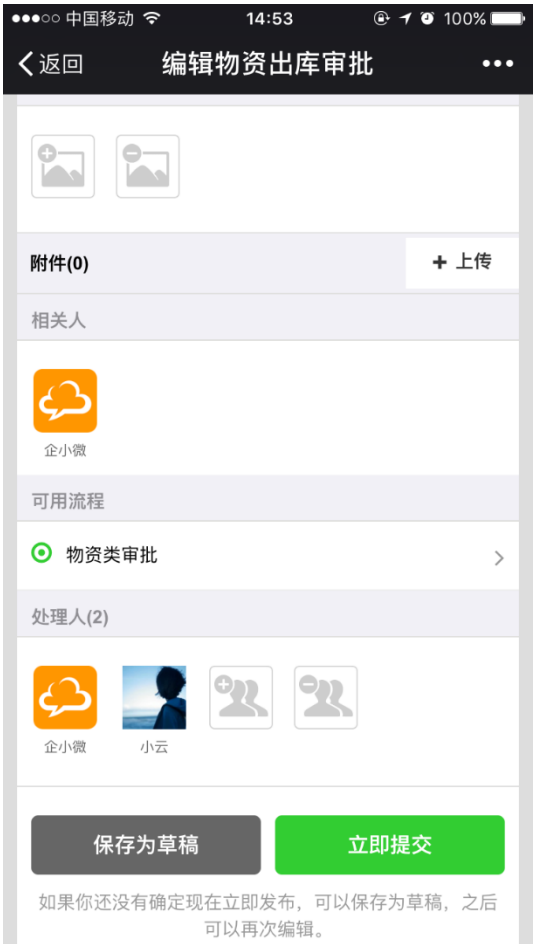 中国移动 14:53 100%
返回 编辑物资出库审批
附件(0) + 上传
相关人
企小微
可用流程
物资类审批
处理人(2)
企小微 小云
保存为草稿 立即提交
如果你还没有确定现在立即发布，可以保存为草稿，之后
可以再次编辑。